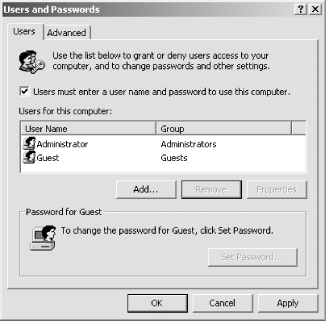 Users and Passwords
Users
Advanced
Use the list below to grant or deny users access to your
computer, and to change passwords and other settings.
Users must enter a user name and password to use this computer.
Users for this computer:
User Name Group
Administrator Administrators
Guest Guests
Add... Remove Properties
Password for Guest
To change the password for Guest, click Set Password.
Set Password...
OK Cancel Apply